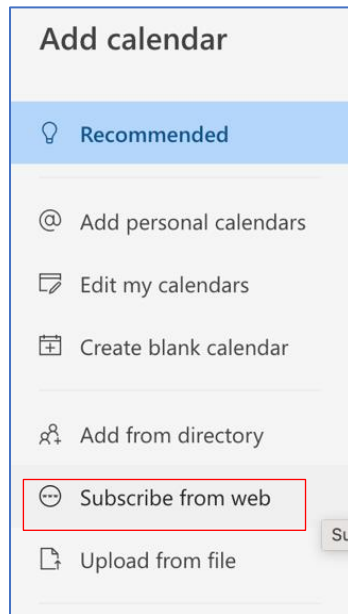 Add calendar
Recommended
Add personal calendars
Edit my calendars
Create blank calendar
Add from directory
Subscribe from web
Su
Upload from file